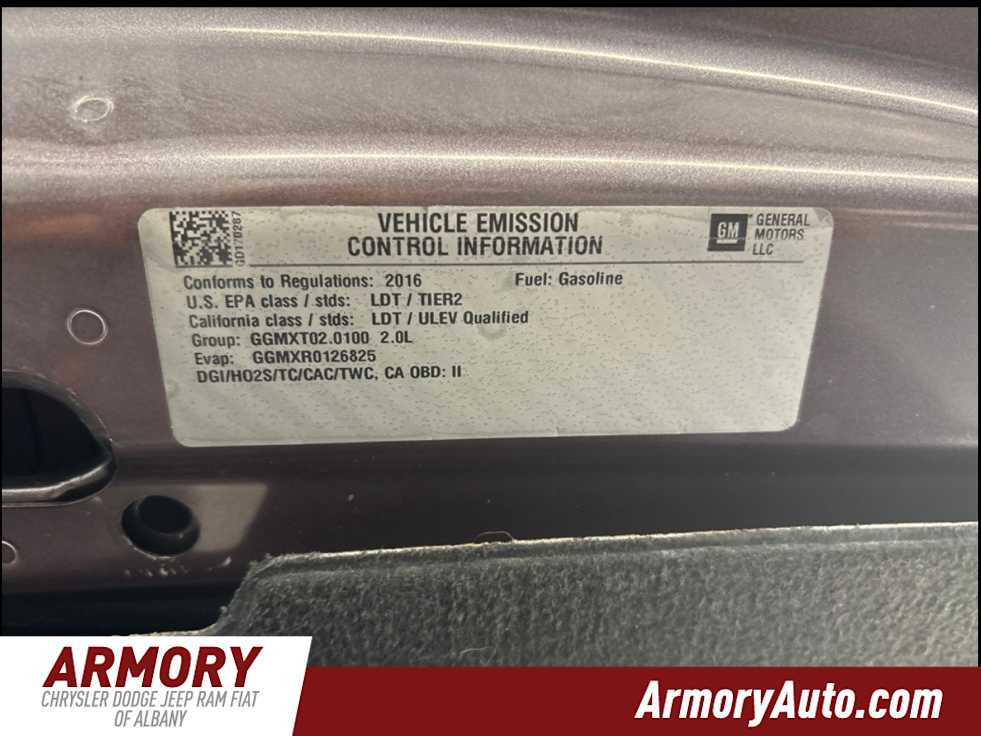 VEHICLE EMISSION
CONTROL INFORMATION
GM
GENERAL
MOTORS
LLC
Conforms to Regulations: 2016 Fuel: Gasoline
U.S. EPA class / stds: LDT / TIER2
California class / stds: LDT / ULEV Qualified
Group: GGMXT02.0100 2.0L
Evap: GGMXR0126825
DGI/HO2S/TC/CAC/TWC, CA OBD: II
ARMORY
CHRYSLER DODGE JEEP RAM FIAT
OF ALBANY
ArmoryAuto.com